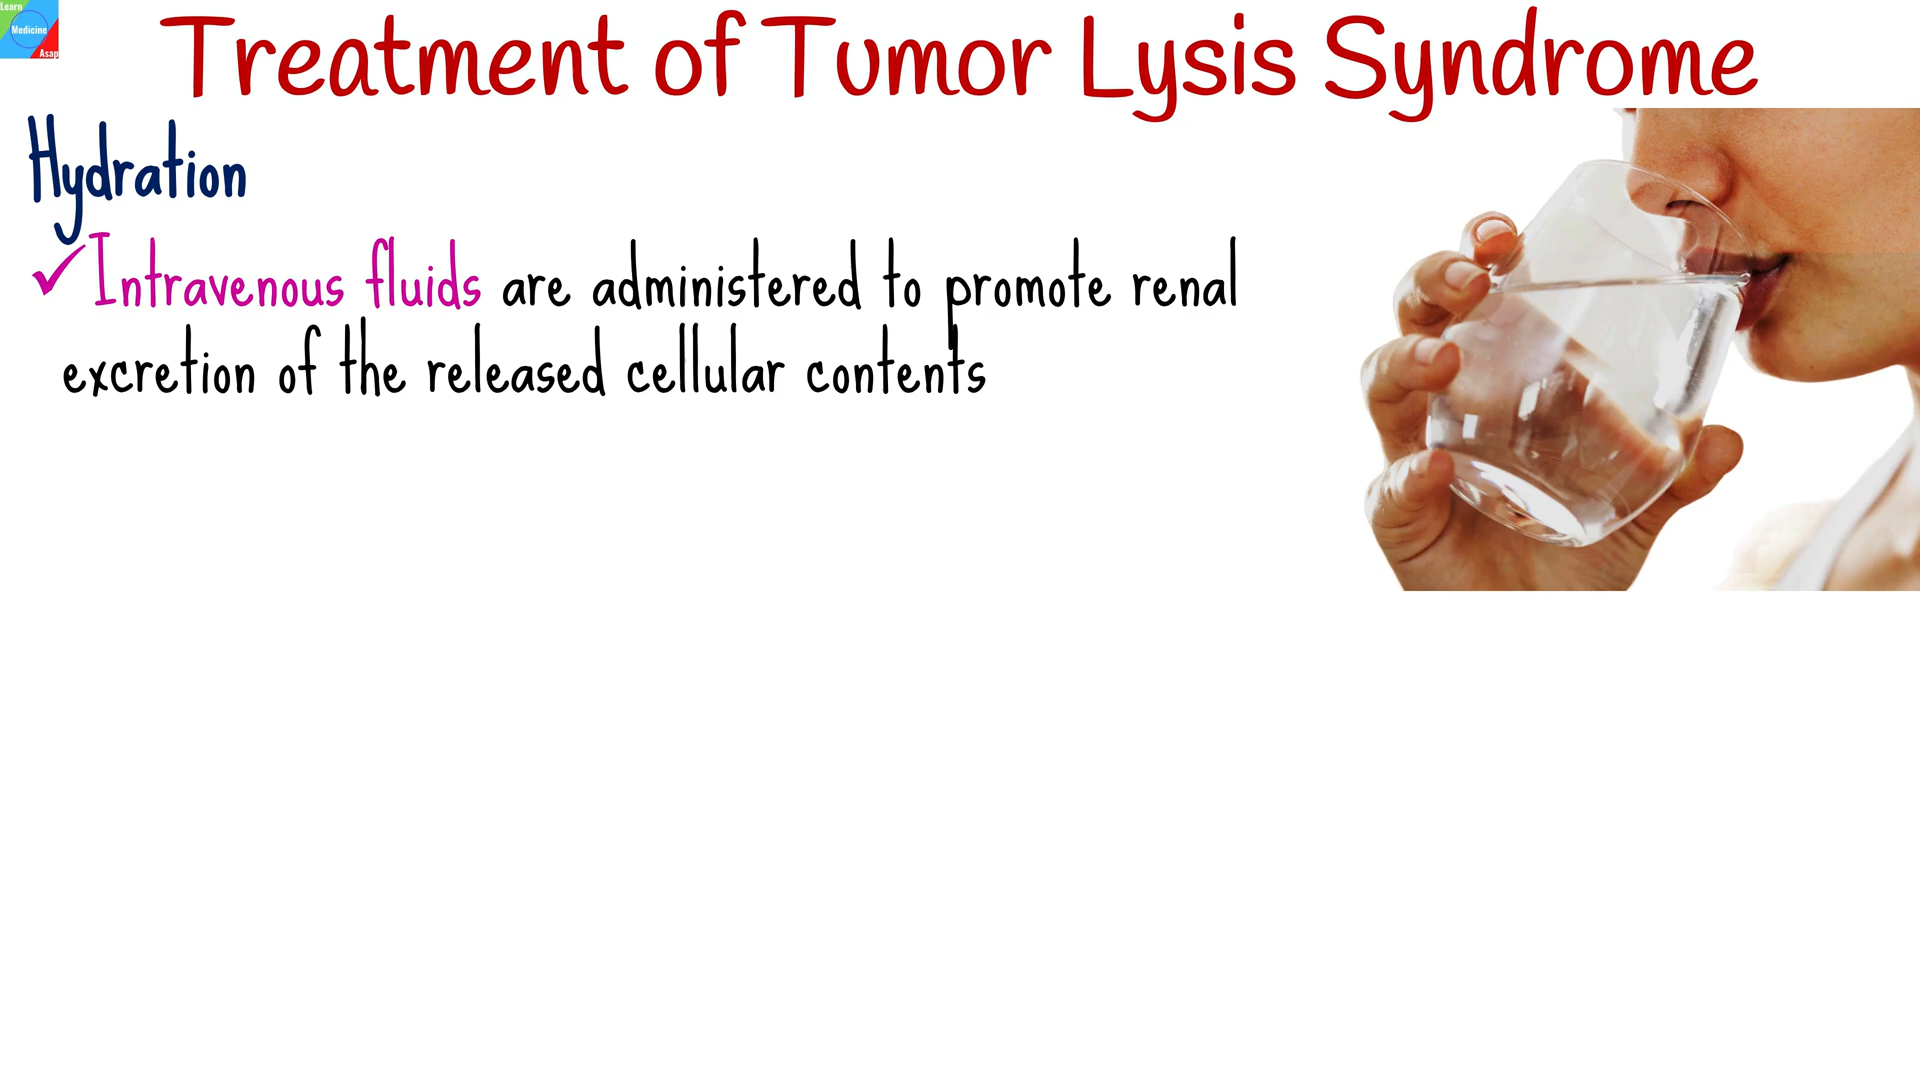 Learn
Medicine
Asap
Treatment of Tumor Lysis Syndrome
Hydration
✓Intravenous fluids are administered to promote renal
excretion of the released cellular contents